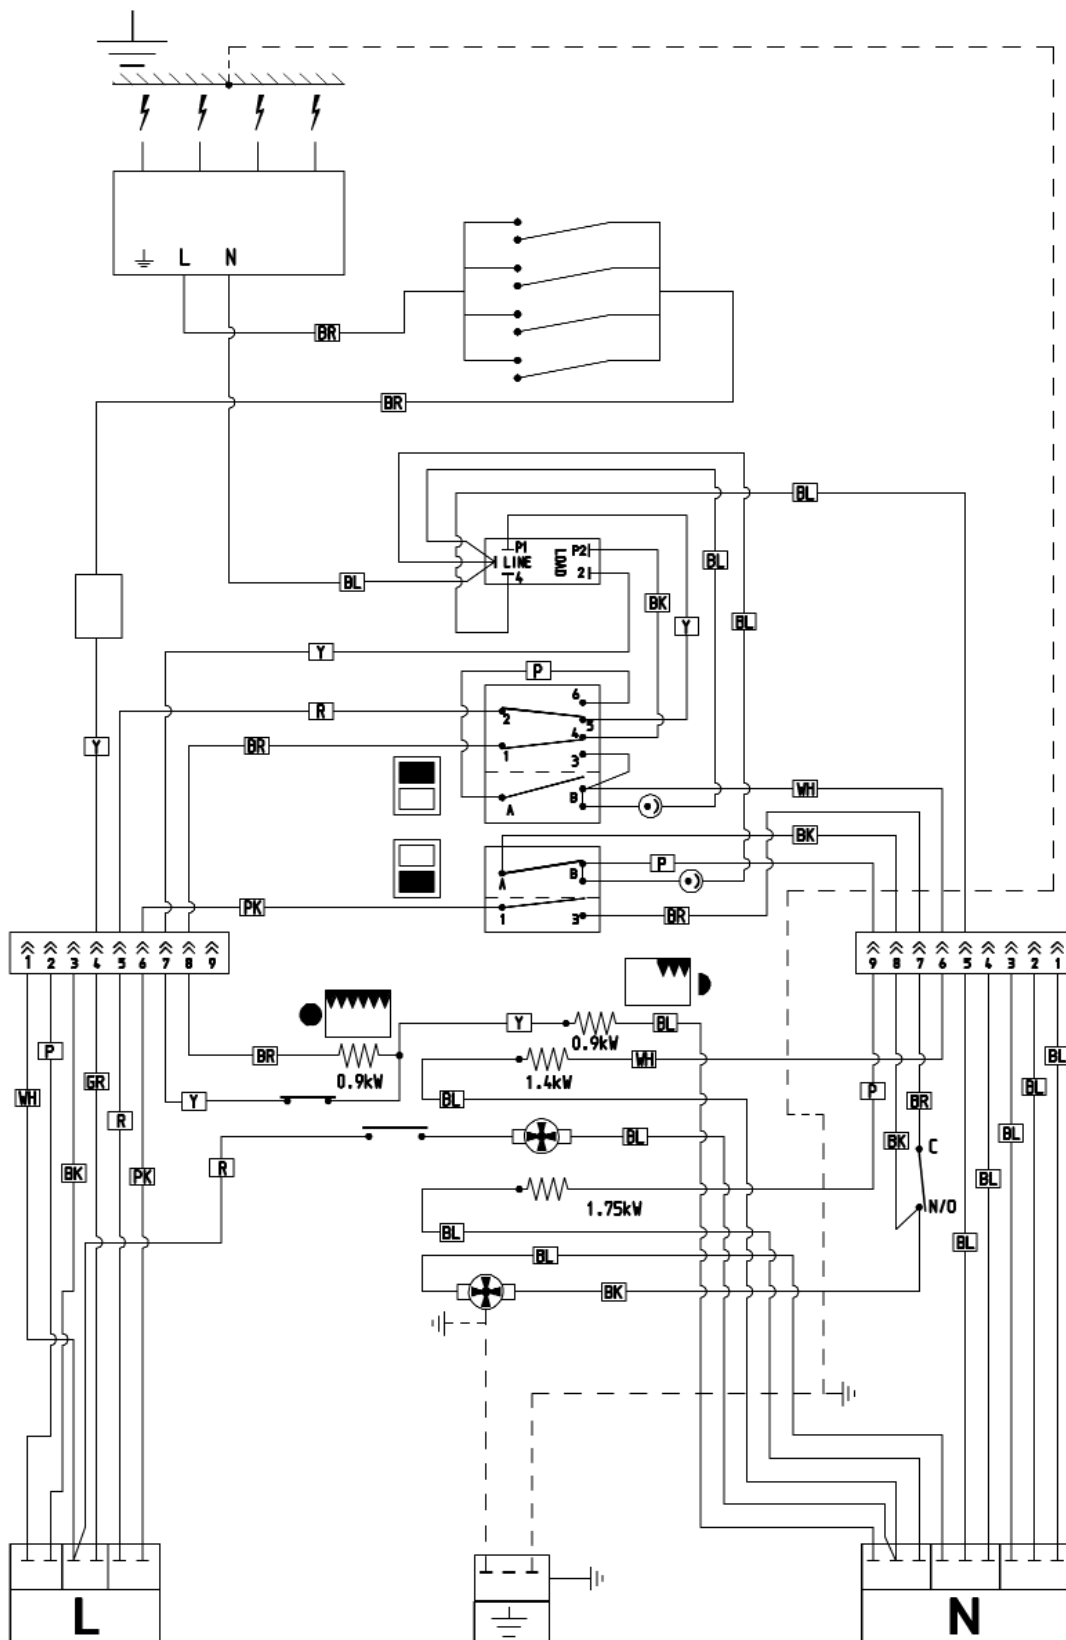 L N
BR
BR
BL
P1
LINE
4
LOAD
P2
2
BL
BL
BK
Y
BL
Y
P
6
2
5
R
4
Y
BR
1
3
WH
A
B
BK
P
A
B
PK
1
3
BR
1 2 3 4 5 6 7 8 9
9 8 7 6 5 4 3 2 1
Y
BL
0.9kW
P
BR
0.9kW
WH
1.4kW
BL
GR
BL
P
BL
WH
Y
BR
R
BL
BL
BK
C
R
BK
PK
BL
1.75kW
N/O
BL
BL
BL
BK
L
N